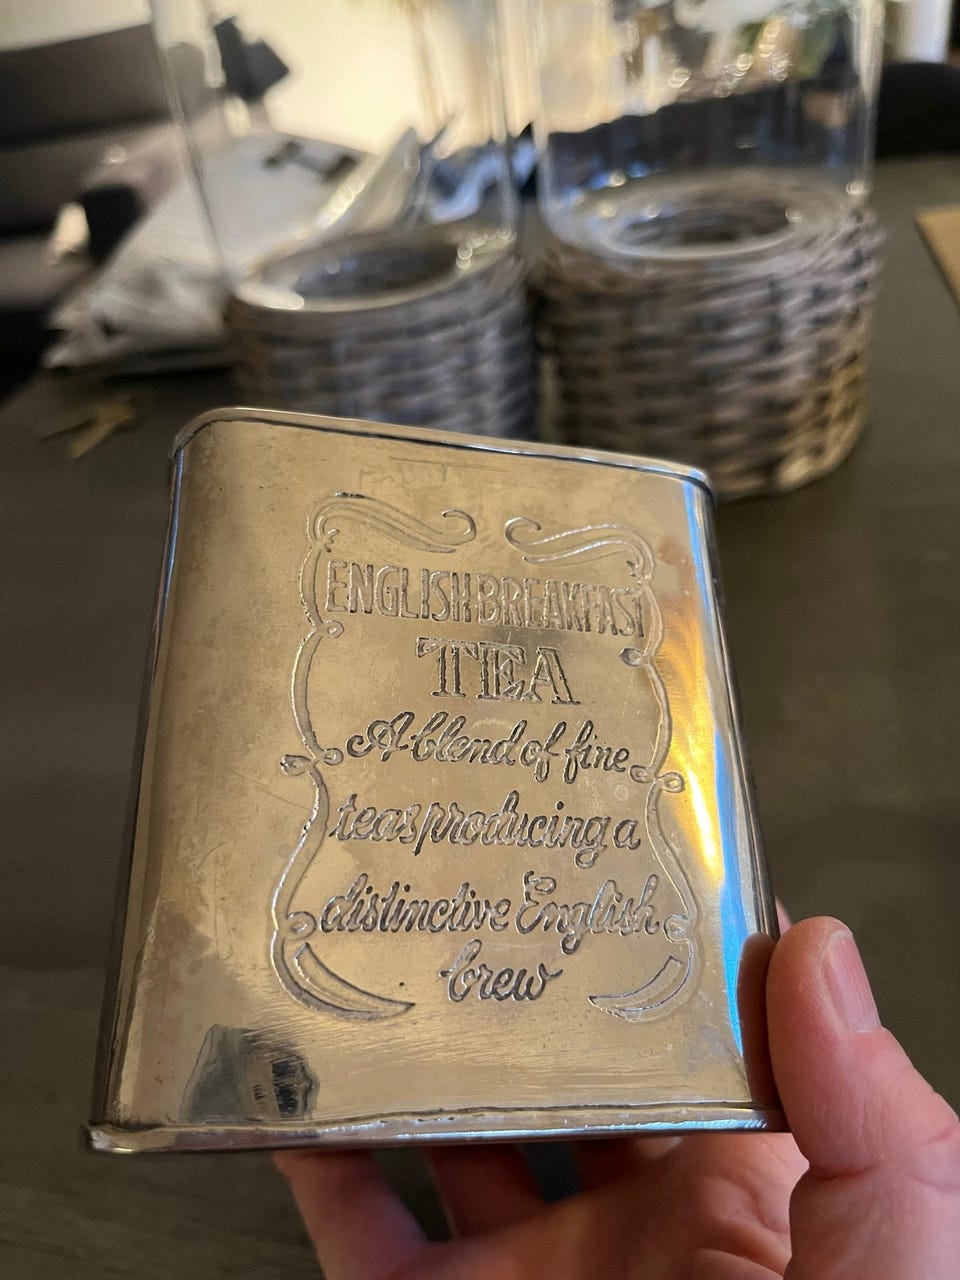 ENGLISH BREAKFAST
TEA
A blend of fine
teas producing a
distinctive English
brew